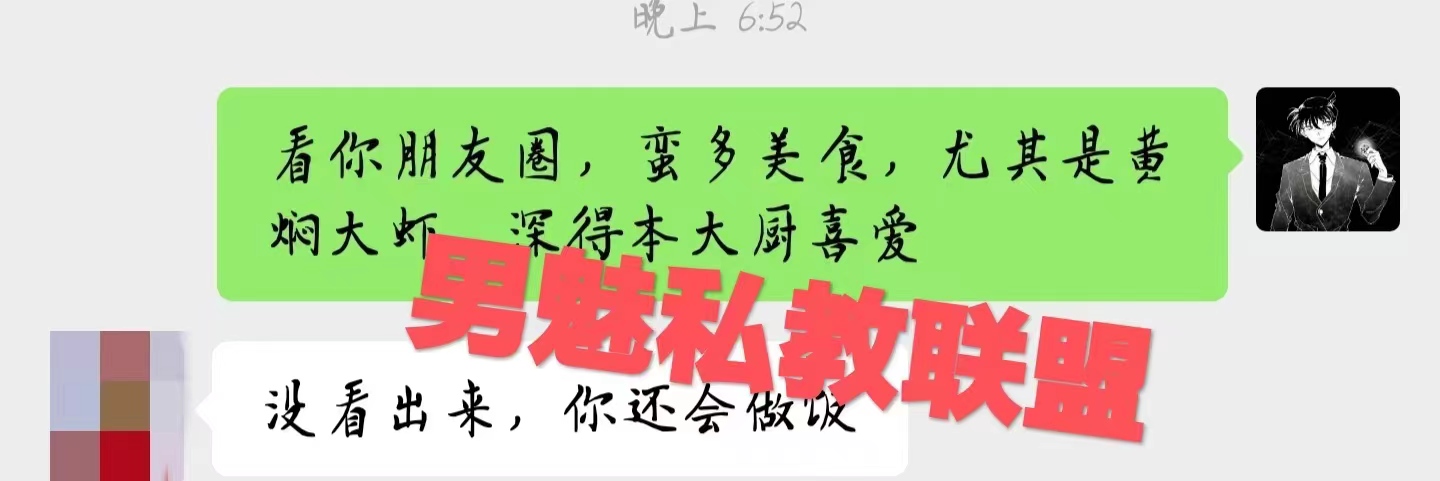 晚上 6:52
看你朋友圈，蛮多美食，尤其是黄
焖大虾，深得本大厨喜爱
男魅私教联盟
没看出来，你还会做饭